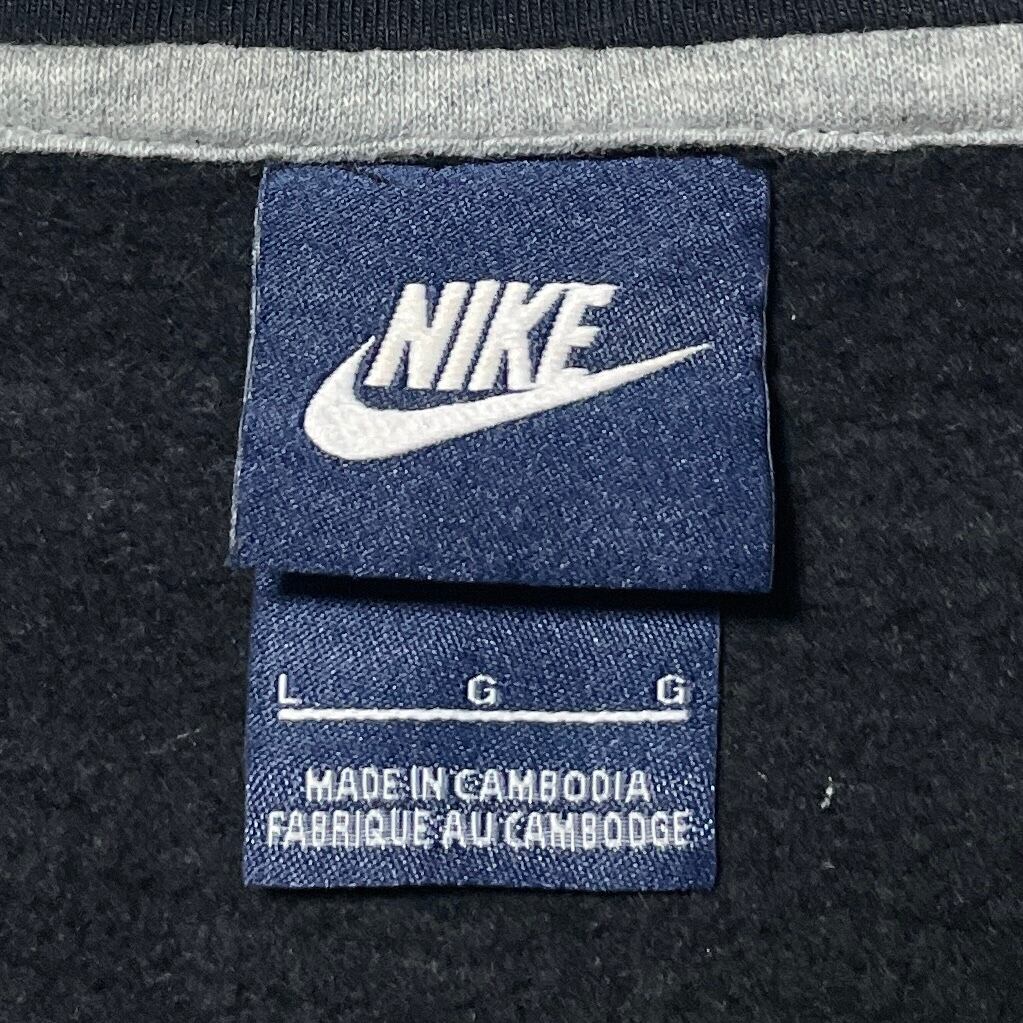 NIKE
L G G
MADE IN CAMBODIA
FABRIQUE AU CAMBODGE